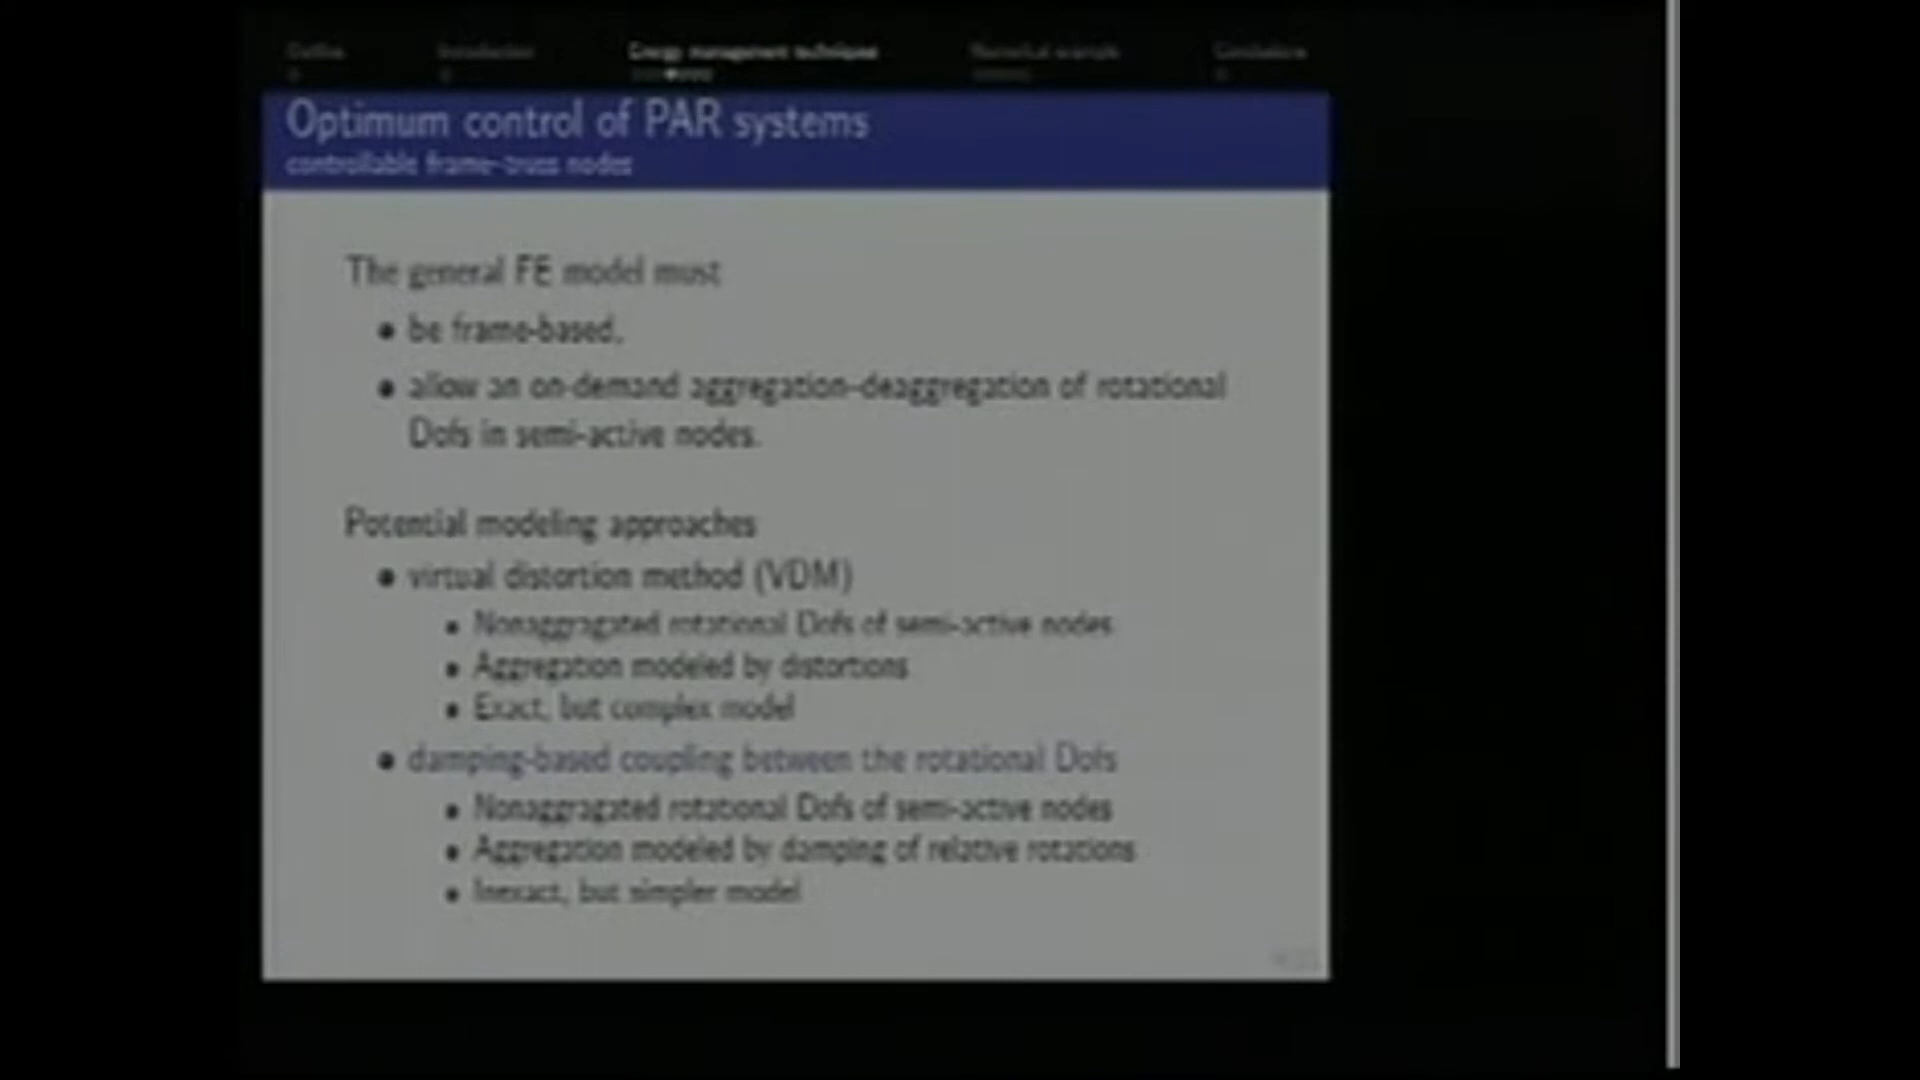 Outline Introduction Energy management techniques Numerical example Conclusions
Optimum control of PAR systems
controllable frame-truss nodes
The general FE model must
• be frame-based,
• allow an on-demand aggregation-deaggregation of rotational
Dofs in semi-active nodes.
Potential modeling approaches
• virtual distortion method (VDM)
• Nonaggragated rotational Dofs of semi-active nodes
• Aggregation modeled by distortions
• Exact, but complex model
• damping-based coupling between the rotational Dofs
• Nonaggragated rotational Dofs of semi-active nodes
• Aggregation modeled by damping of relative rotations
• Inexact, but simpler model